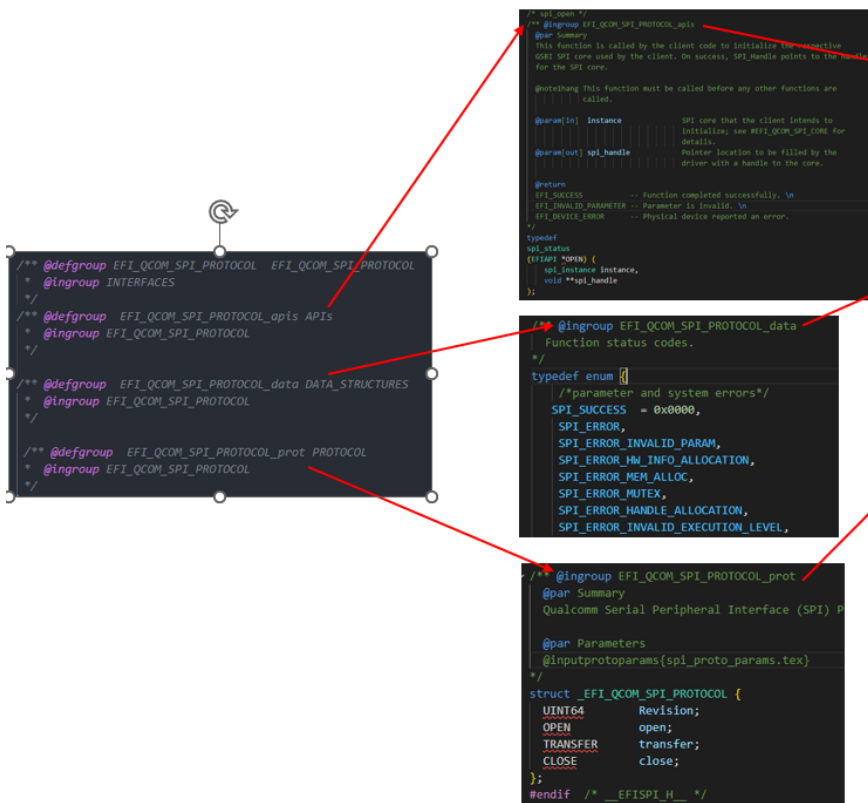 /** @defgroup EFI_QCOM_SPI_PROTOCOL EFI_QCOM_SPI_PROTOCOL
* @ingroup INTERFACES
*/
/** @defgroup EFI_QCOM_SPI_PROTOCOL_apis APIs
* @ingroup EFI_QCOM_SPI_PROTOCOL
*/
/** @defgroup EFI_QCOM_SPI_PROTOCOL_data DATA_STRUCTURES
* @ingroup EFI_QCOM_SPI_PROTOCOL
*/
/** @defgroup EFI_QCOM_SPI_PROTOCOL_prot PROTOCOL
* @ingroup EFI_QCOM_SPI_PROTOCOL
*/
/* spi_open */
/** @ingroup EFI_QCOM_SPI_PROTOCOL_apis
@par Summary
This function is called by the client code to initialize the respective
GSBI SPI core used by the client. On success, SPI_Handle points to the handle
for the SPI core.
@note1hang This function must be called before any other functions are
called.
@param[in] instance SPI core that the client intends to
initialize; see #EFI_QCOM_SPI_CORE for
details.
@param[out] spi_handle Pointer location to be filled by the
driver with a handle to the core.
@return
EFI_SUCCESS -- Function completed successfully. \n
EFI_INVALID_PARAMETER -- Parameter is invalid. \n
EFI_DEVICE_ERROR -- Physical device reported an error.
*/
typedef
spi_status
(EFIAPI *OPEN) (
spi_instance instance,
void **spi_handle
);
/** @ingroup EFI_QCOM_SPI_PROTOCOL_data
Function status codes.
*/
typedef enum {
/*parameter and system errors*/
SPI_SUCCESS = 0x0000,
SPI_ERROR,
SPI_ERROR_INVALID_PARAM,
SPI_ERROR_HW_INFO_ALLOCATION,
SPI_ERROR_MEM_ALLOC,
SPI_ERROR_MUTEX,
SPI_ERROR_HANDLE_ALLOCATION,
SPI_ERROR_INVALID_EXECUTION_LEVEL,
/** @ingroup EFI_QCOM_SPI_PROTOCOL_prot
@par Summary
Qualcomm Serial Peripheral Interface (SPI) P
@par Parameters
@inputprotoparams{spi_proto_params.tex}
*/
struct _EFI_QCOM_SPI_PROTOCOL {
UINT64 Revision;
OPEN open;
TRANSFER transfer;
CLOSE close;
};
#endif /* __EFISPI_H__ */